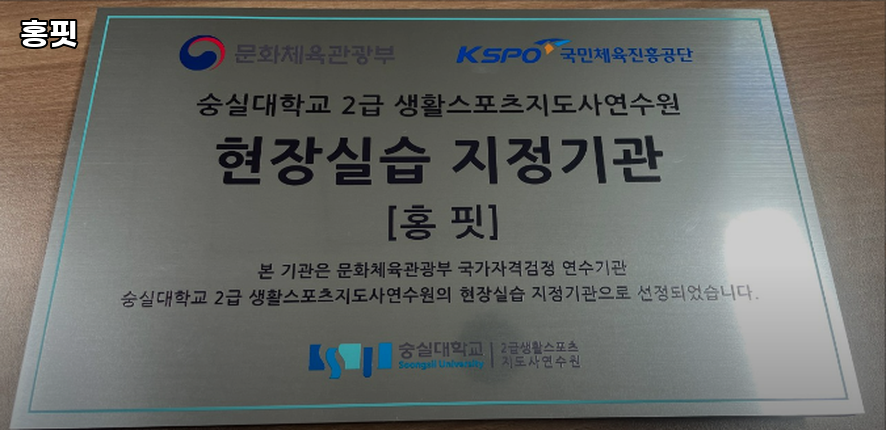 홍핏
문화체육관광부
KSPO 국민체육진흥공단
숭실대학교 2급 생활스포츠지도사연수원
현장실습 지정기관
[홍 핏]
본 기관은 문화체육관광부 국가자격검정 연수기관
숭실대학교 2급 생활스포츠지도사연수원의 현장실습 지정기관으로 선정되었습니다.
숭실대학교
Soongsil University
2급생활스포츠
지도사연수원